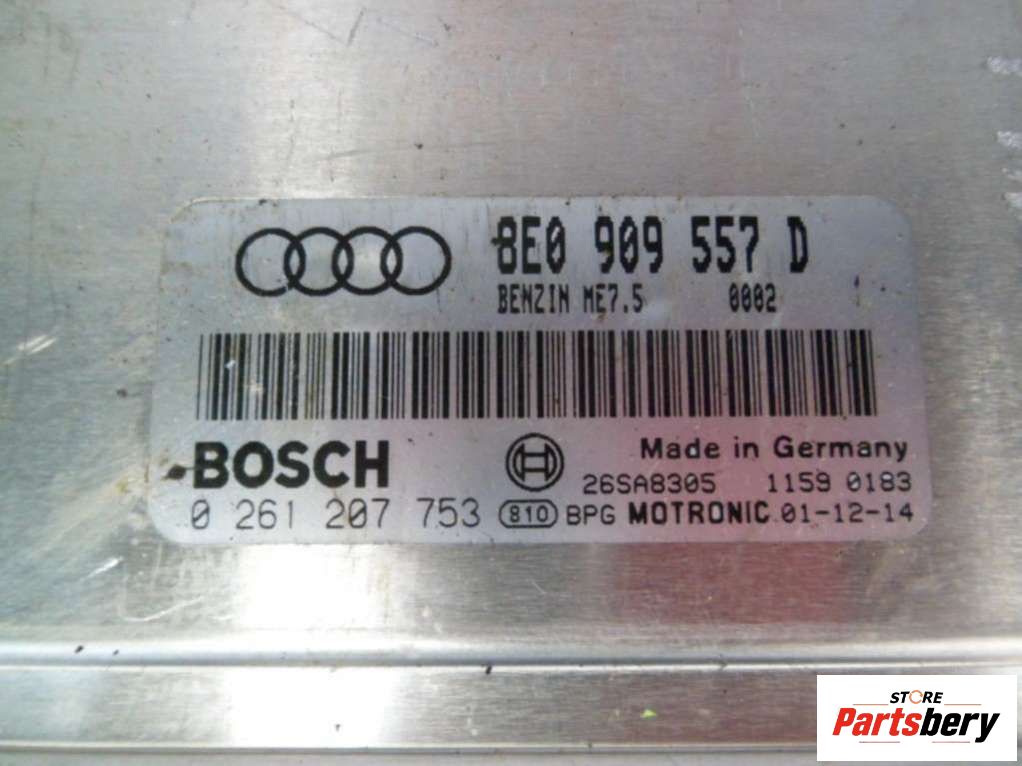 8E0 909 557 D
BENZIN ME7.5 0002
BOSCH
Made in Germany
26SA8305 1159 0183
0 261 207 753 810 BPG MOTRONIC 01-12-14
STORE
Partsbery